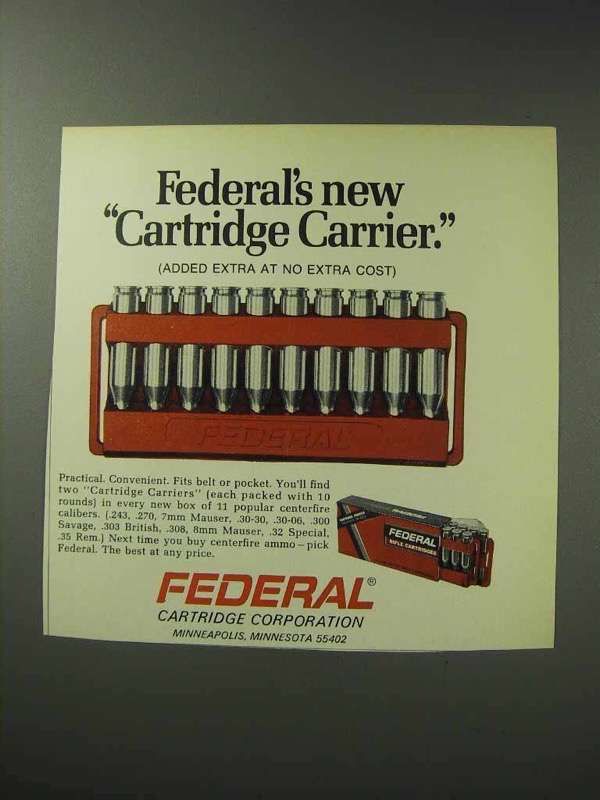 Federal's new
"Cartridge Carrier."
(ADDED EXTRA AT NO EXTRA COST)
FEDERAL
Practical. Convenient. Fits belt or pocket. You'll find
two "Cartridge Carriers" (each packed with 10
rounds) in every new box of 11 popular centerfire
calibers. (.243, .270, 7mm Mauser, .30-30, .30-06, .300
Savage, .303 British, .308, 8mm Mauser, .32 Special,
.35 Rem.) Next time you buy centerfire ammo—pick
Federal. The best at any price.
FEDERAL
RIFLE CARTRIDGES
FEDERAL®
CARTRIDGE CORPORATION
MINNEAPOLIS, MINNESOTA 55402